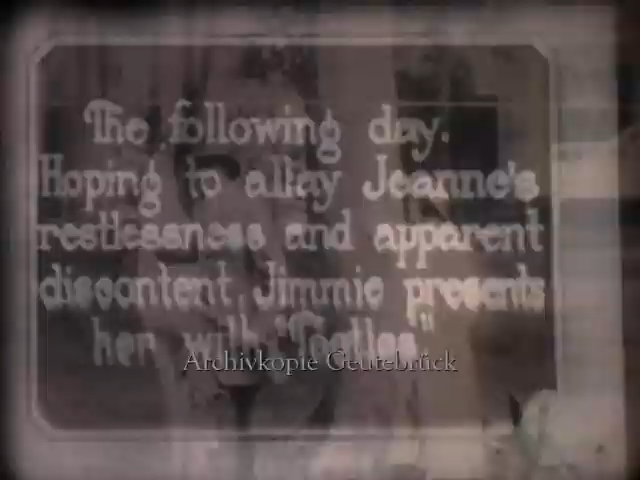 The following day.
Hoping to allay Jeanne's
restlessness and apparent
discontent, Jimmie presents
her with "Tootles."
Archivkopie Geutebrück